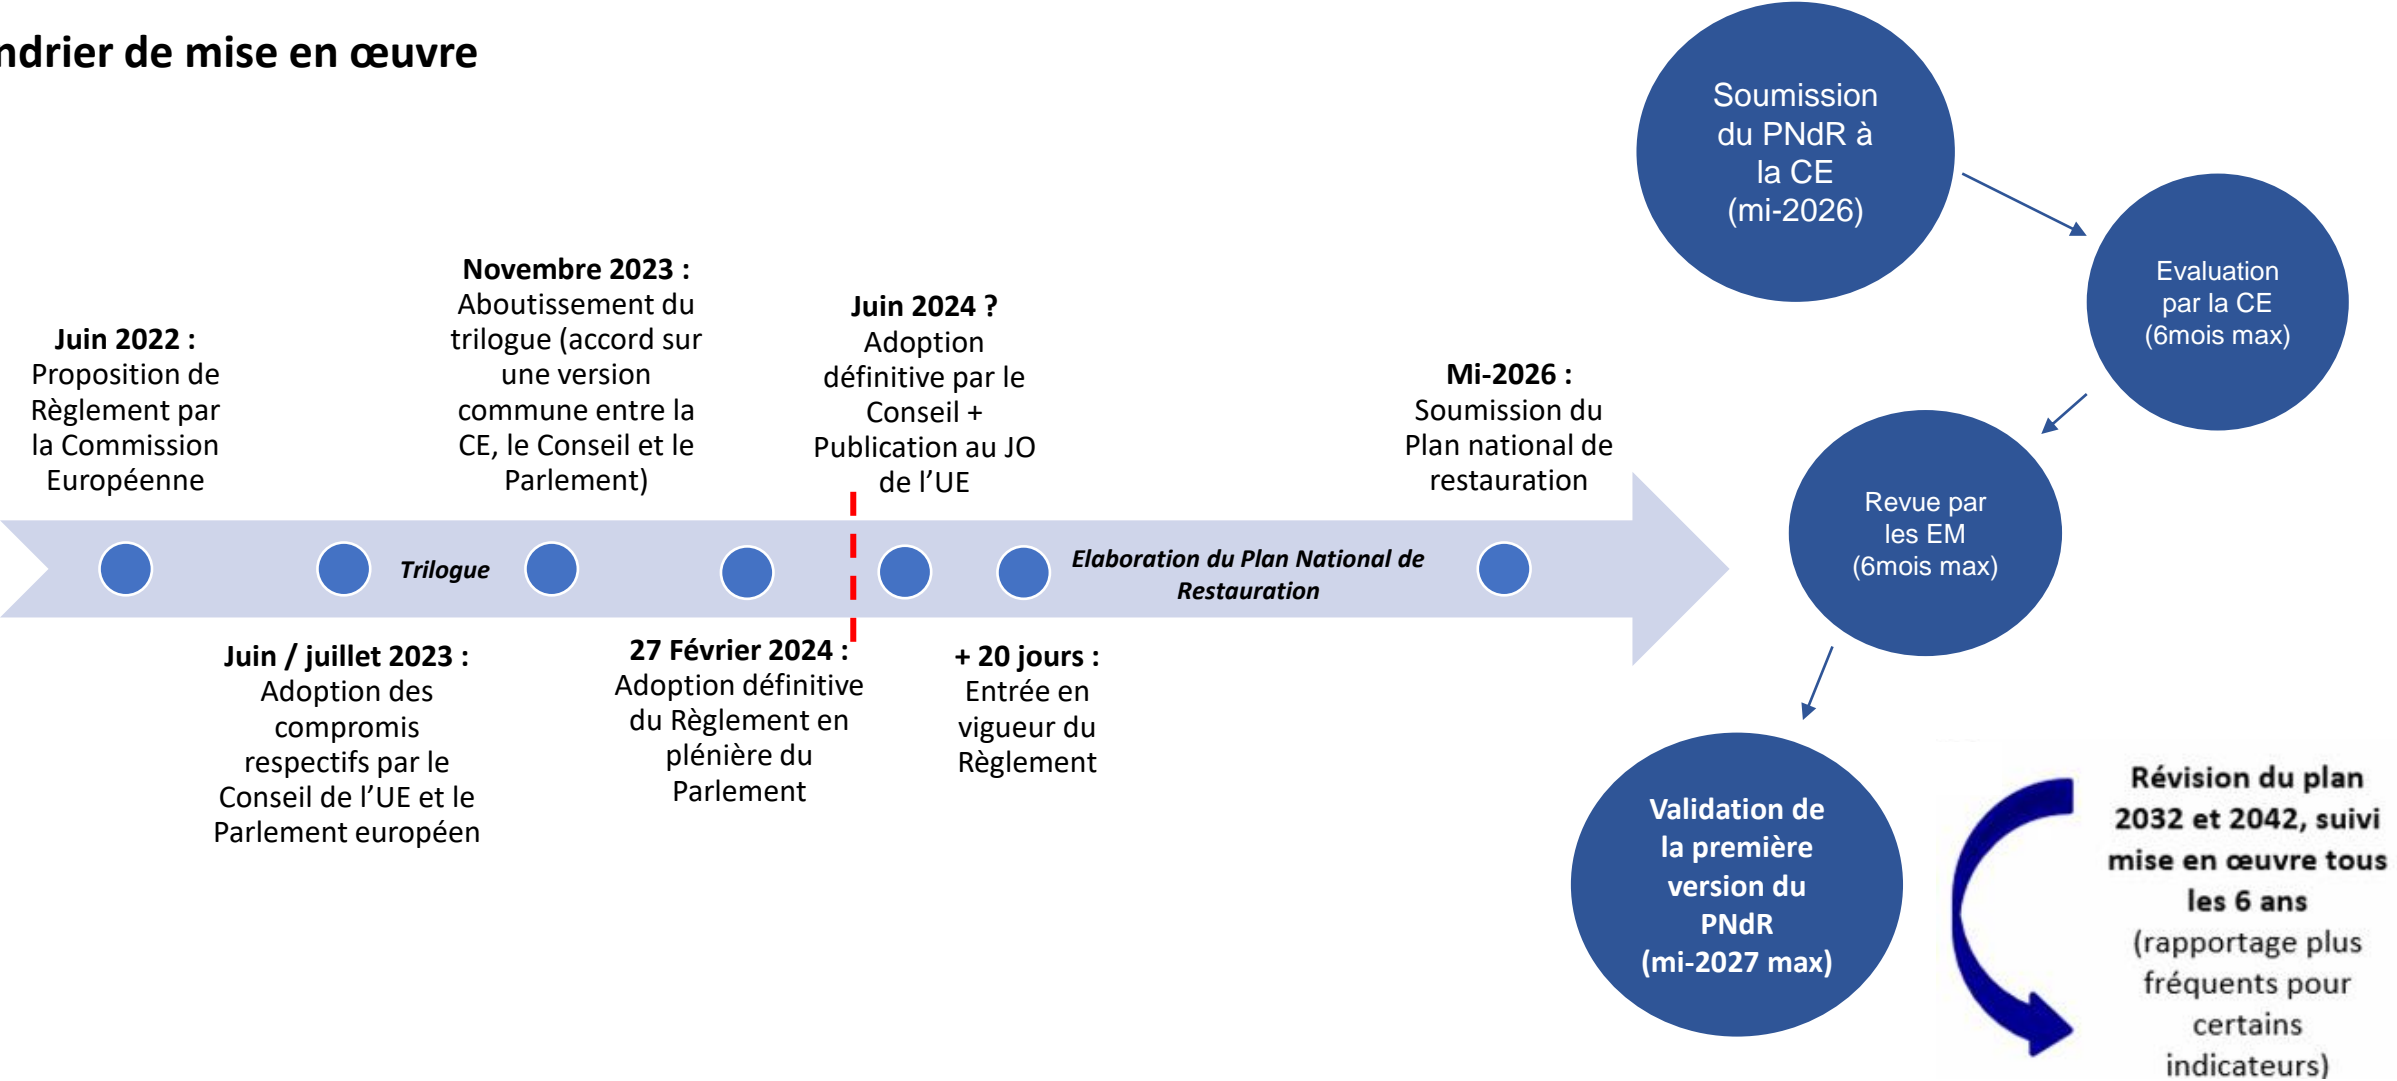 ndrier de mise en œuvre
Juin 2022 :
Proposition de
Règlement par
la Commission
Européenne
Novembre 2023 :
Aboutissement du
trilogue (accord sur
une version
commune entre la
CE, le Conseil et le
Parlement)
Juin 2024 ?
Adoption
définitive par le
Conseil +
Publication au JO
de l’UE
Mi-2026 :
Soumission du
Plan national de
restauration
Trilogue
Elaboration du Plan National de
Restauration
Juin / juillet 2023 :
Adoption des
compromis
respectifs par le
Conseil de l’UE et le
Parlement européen
27 Février 2024 :
Adoption définitive
du Règlement en
plénière du
Parlement
+ 20 jours :
Entrée en
vigueur du
Règlement
Soumission
du PNdR à
la CE
(mi-2026)
Evaluation
par la CE
(6mois max)
Revue par
les EM
(6mois max)
Validation de
la première
version du
PNdR
(mi-2027 max)
Révision du plan
2032 et 2042, suivi
mise en œuvre tous
les 6 ans
(rapportage plus
fréquents pour
certains
indicateurs)